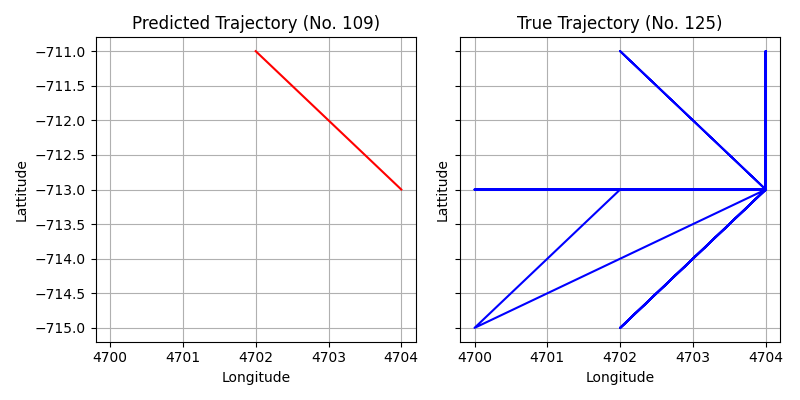 Predicted Trajectory (No. 109)
True Trajectory (No. 125)
−711.0
−711.5
−712.0
−712.5
−713.0
−713.5
−714.0
−714.5
−715.0
Lattitude
Lattitude
4700 4701 4702 4703 4704
4700 4701 4702 4703 4704
Longitude
Longitude